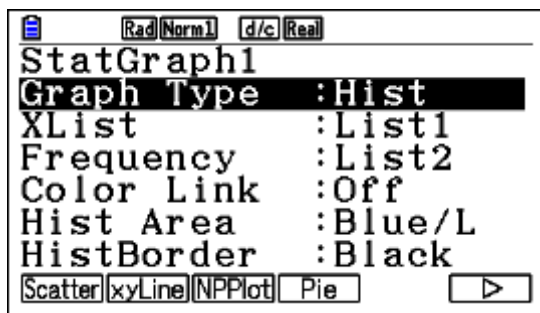 Rad Norm1 d/c Real
StatGraph1
Graph Type :Hist
XList :List1
Frequency :List2
Color Link :Off
Hist Area :Blue/L
HistBorder :Black
Scatter xyLine NPPlot Pie ▷